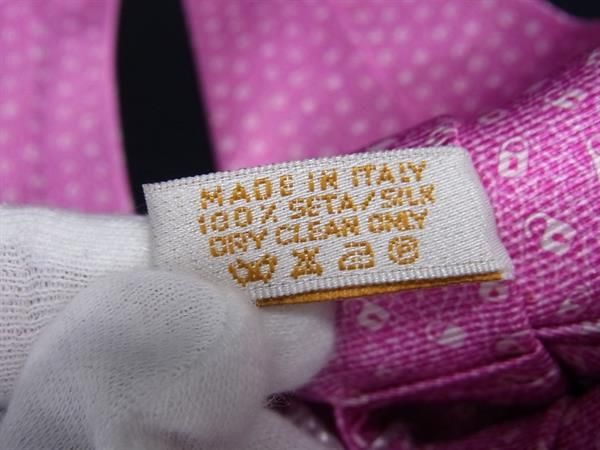 MADE IN ITALY
100% SETA/SILK
DRY CLEAN ONLY